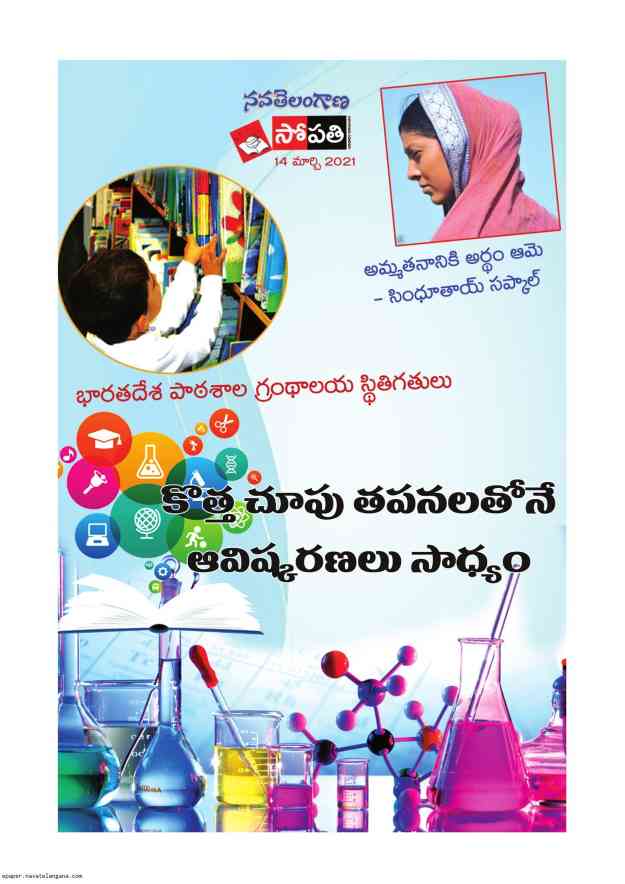 నవతెలంగాణ
సోపతి
14 మార్చి 2021
అమ్మతనానికి అర్థం ఆమె
– సింధూతాయ్ సప్కాల్
భారతదేశ పాఠశాల గ్రంథాలయ స్థితిగతులు
కొత్త చూపు తపనలతోనే
ఆవిష్కరణలు సాధ్యం
epaper.navatelangana.com